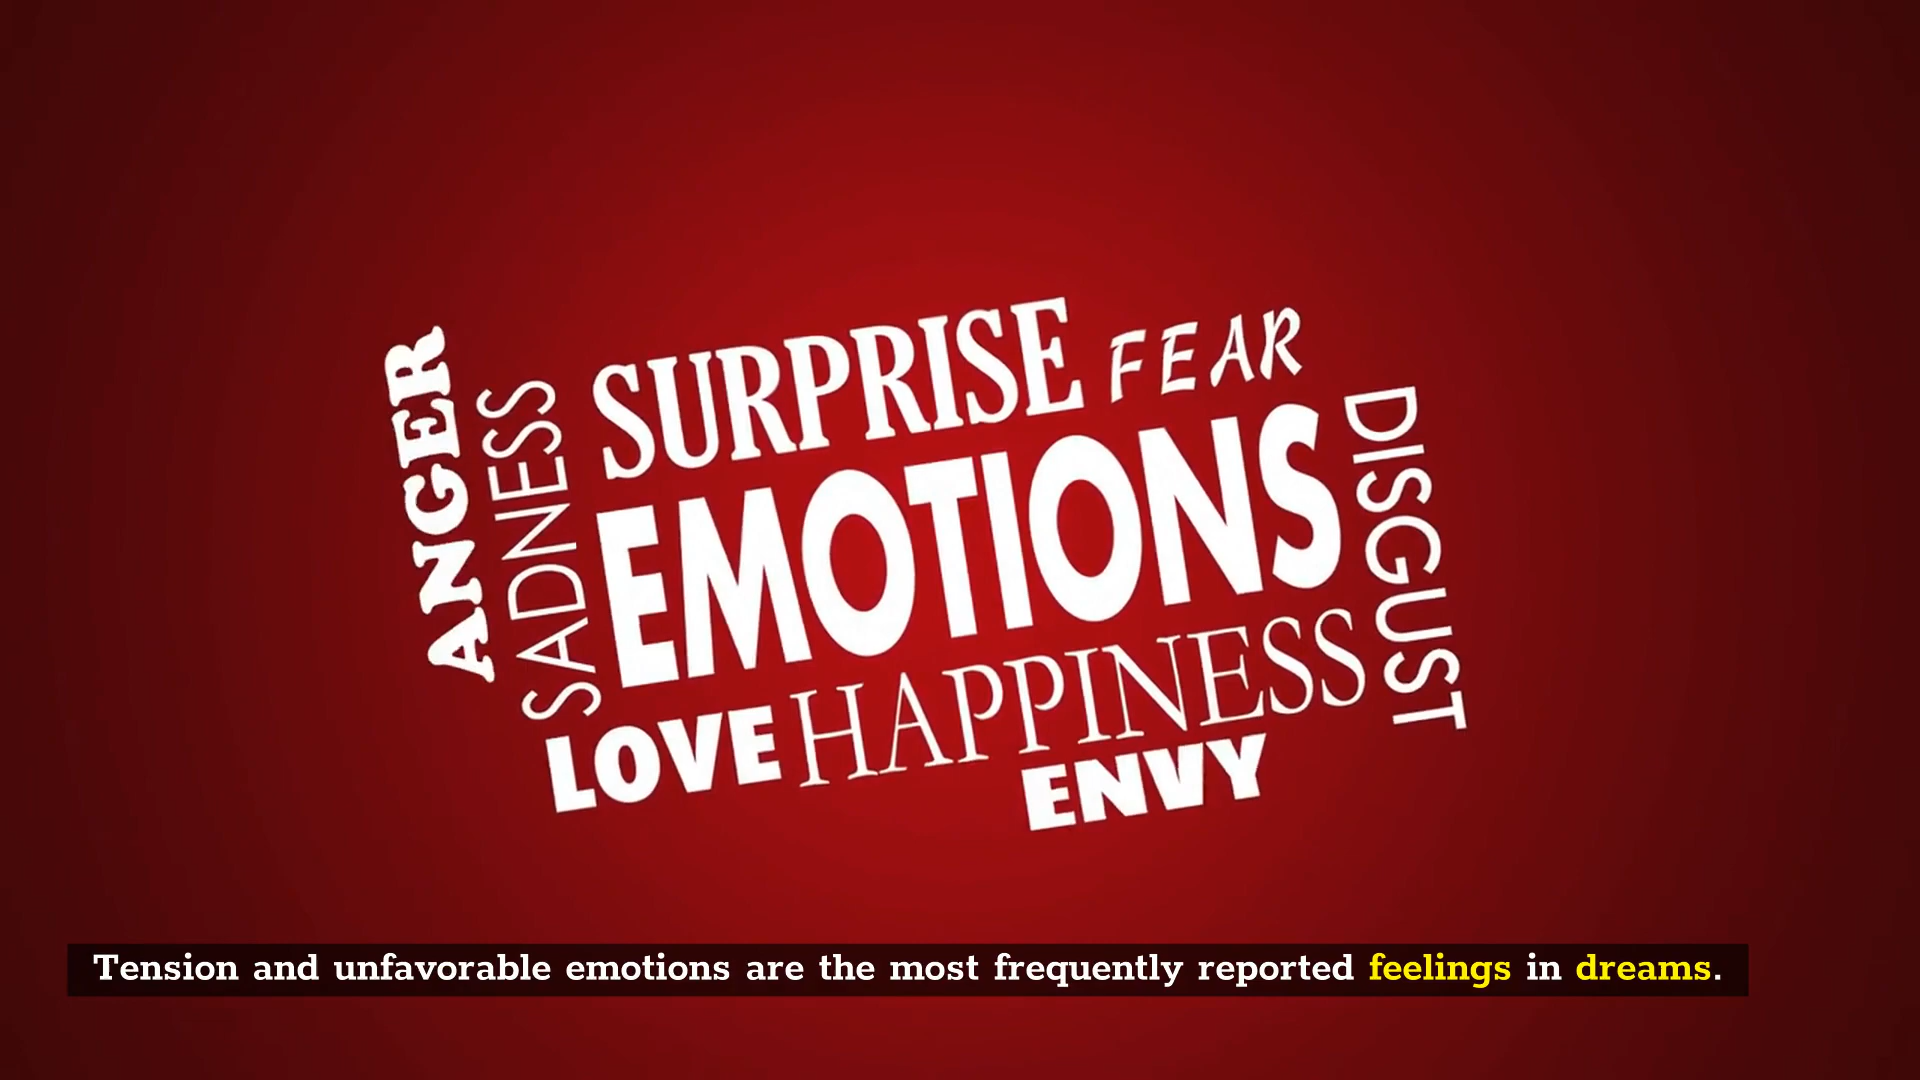 ANGER
SADNESS
SURPRISE
FEAR
EMOTIONS
DISGUST
LOVE
HAPPINESS
ENVY
Tension and unfavorable emotions are the most frequently reported feelings in dreams.